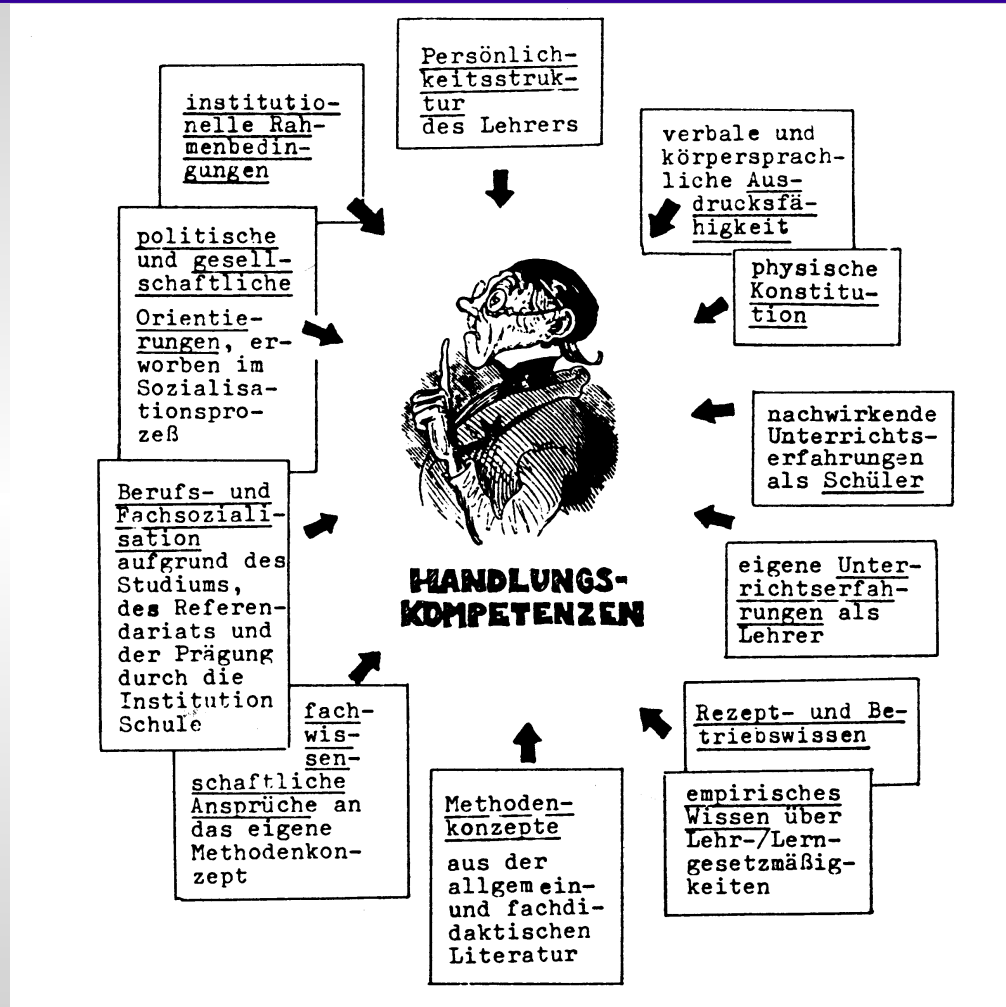 Persönlich-
keitsstruk-
tur
des Lehrers
institutio-
nelle Rah-
menbedin-
gungen
verbale und
körpersprach-
liche Aus-
drucksfä-
higkeit
politische
und gesell-
schaftliche
Orientie-
rungen, er-
worben im
Sozialisa-
tionspro-
zeß
physische
Konstitu-
tion
nachwirkende
Unterrichts-
erfahrungen
als Schüler
Berufs- und
Fachsoziali-
sation
aufgrund des
Studiums,
des Referen-
dariats und
der Prägung
durch die
Institution
Schule
eigene Unter-
richtserfah-
rungen als
Lehrer
HANDLUNGS-
KOMPETENZEN
fach-
wis-
sen-
schaftliche
Ansprüche an
das eigene
Methodenkon-
zept
Methoden-
konzepte
aus der
allgemein-
und fachdi-
daktischen
Literatur
Rezept- und Be-
triebswissen
empirisches
Wissen über
Lehr-/Lern-
gesetzmäßig-
keiten